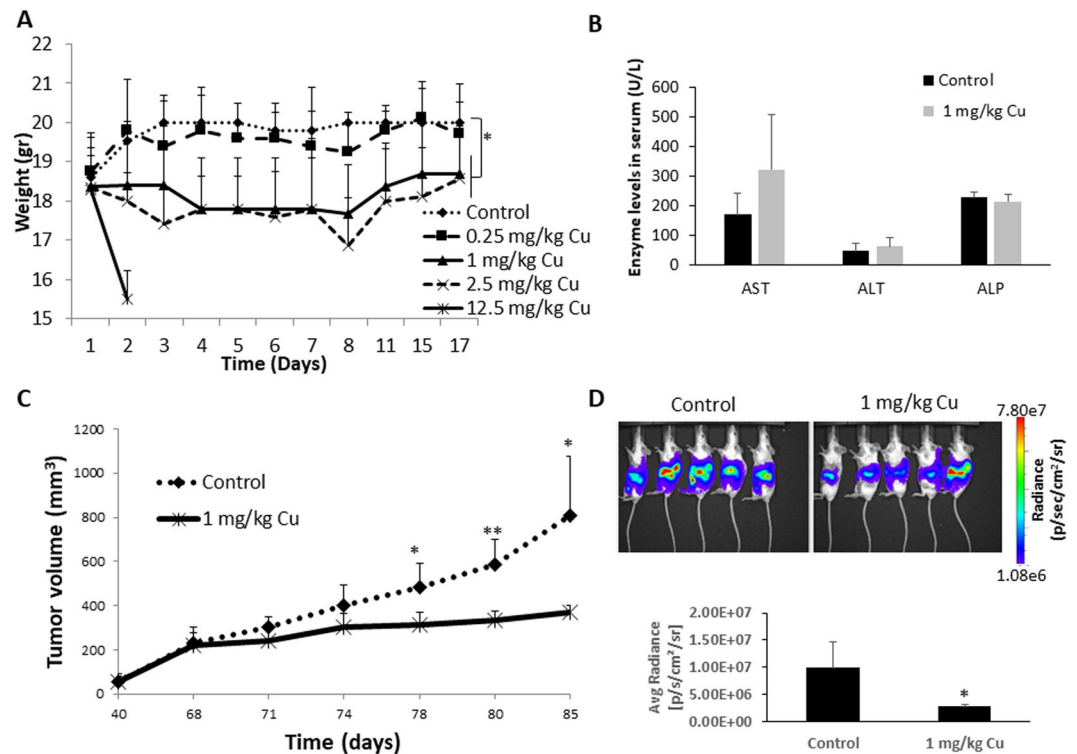 A
22
21
20
19
18
17
16
15
Weight (gr)
*
Control
0.25 mg/kg Cu
1 mg/kg Cu
2.5 mg/kg Cu
12.5 mg/kg Cu
1 2 3 4 5 6 7 8 11 15 17
Time (Days)
B
600
500
400
300
200
100
0
Enzyme levels in serum (U/L)
Control
1 mg/kg Cu
AST ALT ALP
C
1200
1000
800
600
400
200
0
Tumor volume (mm³)
Control
1 mg/kg Cu
*
**
*
40 68 71 74 78 80 85
Time (days)
D
Control 1 mg/kg Cu
7.80e7
Radiance
(p/sec/cm²/sr)
1.08e6
2.00E+07
1.50E+07
1.00E+07
5.00E+06
0.00E+00
Avg Radiance
[p/s/cm²/sr]
*
Control 1 mg/kg Cu